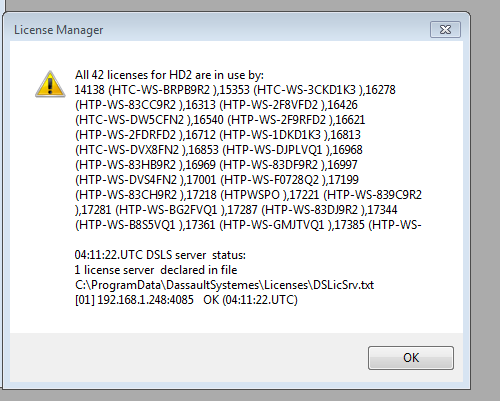 License Manager
All 42 licenses for HD2 are in use by:
14138 (HTC-WS-BRPB9R2 ),15353 (HTC-WS-3CKD1K3 ),16278
(HTP-WS-83CC9R2 ),16313 (HTP-WS-2F8VFD2 ),16426
(HTC-WS-DW5CFN2 ),16540 (HTP-WS-2F9RFD2 ),16621
(HTP-WS-2FDRFD2 ),16712 (HTP-WS-1DKD1K3 ),16813
(HTC-WS-DVX8FN2 ),16853 (HTP-WS-DJPLVQ1 ),16968
(HTP-WS-83HB9R2 ),16969 (HTP-WS-83DF9R2 ),16997
(HTP-WS-DVS4FN2 ),17001 (HTP-WS-F0728Q2 ),17199
(HTP-WS-83CH9R2 ),17218 (HTPWSPO ),17221 (HTP-WS-839C9R2
),17281 (HTP-WS-BG2FVQ1 ),17287 (HTP-WS-83DJ9R2 ),17344
(HTP-WS-B8S5VQ1 ),17361 (HTP-WS-GMJTVQ1 ),17385 (HTP-WS-
04:11:22.UTC DSLS server status:
1 license server declared in file
C:\ProgramData\DassaultSystemes\Licenses\DSLicSrv.txt
[01] 192.168.1.248:4085 OK (04:11:22.UTC)
OK